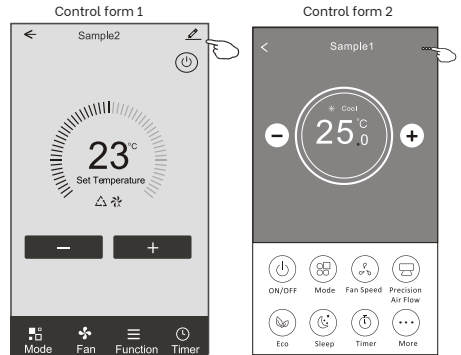 Control form 1
Sample2
23°C
Set Temperature
Mode Fan Function Timer
Control form 2
Sample1
Cool
25.0°C
ON/OFF Mode Fan Speed Precision
Air Flow
Eco Sleep Timer More